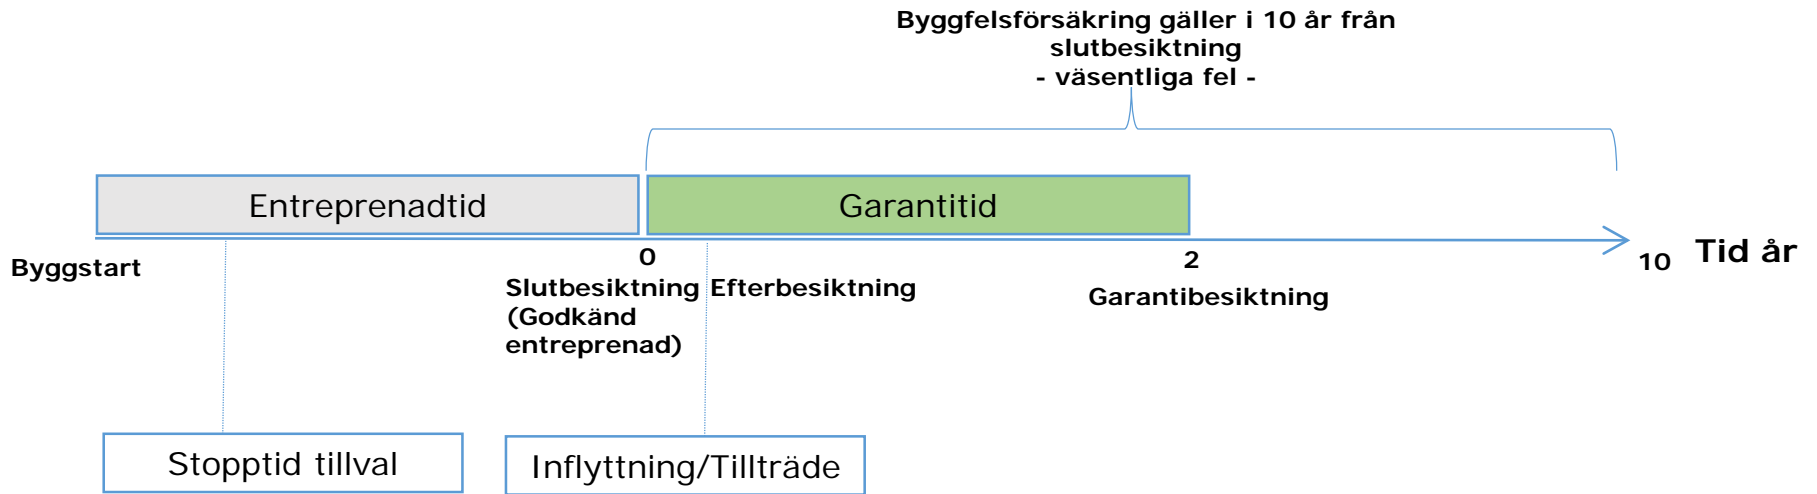 Byggfelsförsäkring gäller i 10 år från
slutbesiktning
- väsentliga fel -
Entreprenadtid
Garantitid
Byggstart
0
2
10
Tid år
Slutbesiktning
(Godkänd
entreprenad)
Efterbesiktning
Garantibesiktning
Stopptid tillval
Inflyttning/Tillträde